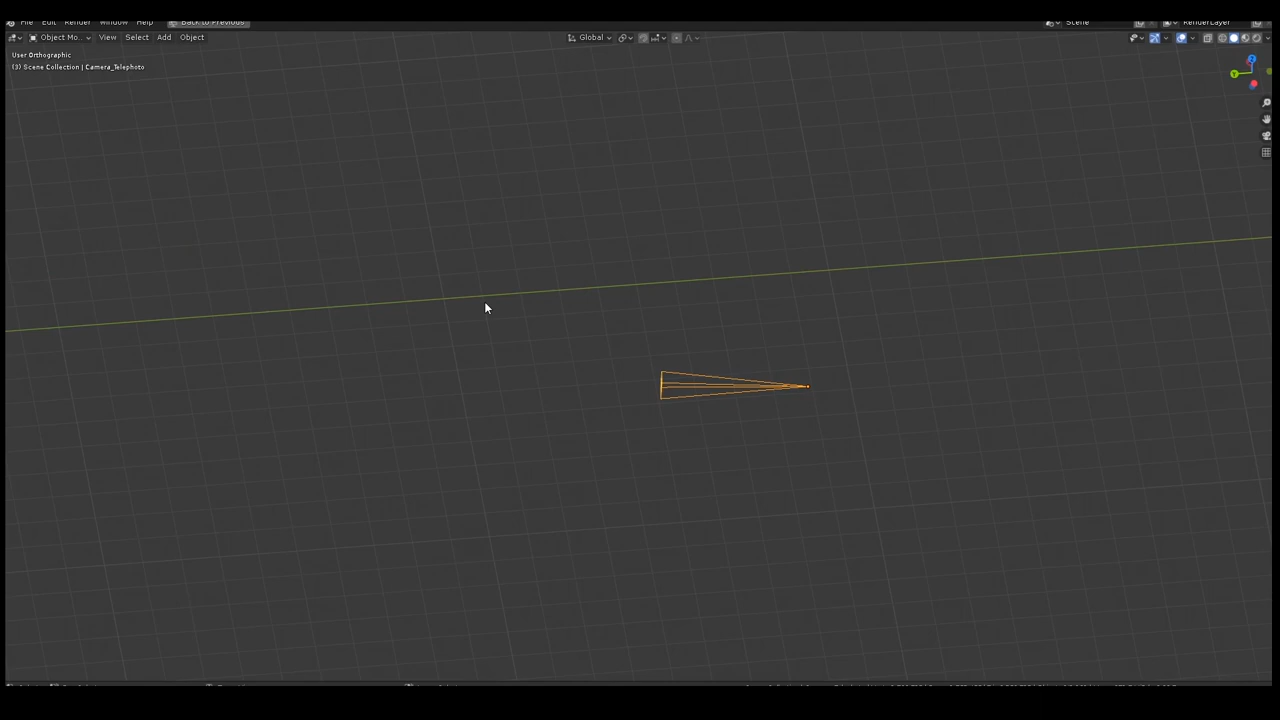 File Edit Render Window Help Back to Previous Scene RenderLayer
Object Mo... View Select Add Object Global
User Orthographic
(3) Scene Collection | Camera_Telephoto
Z
Y